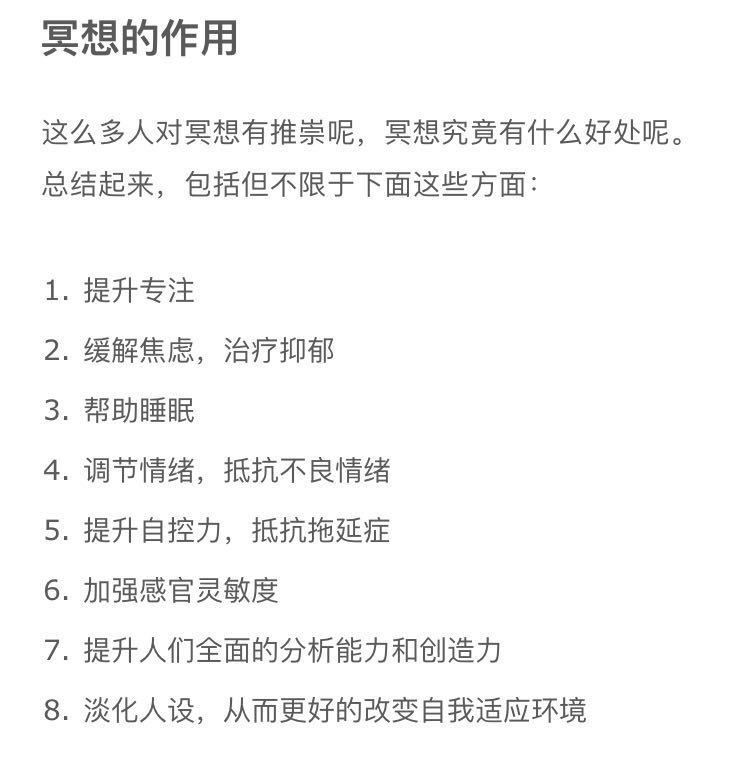 冥想的作用
这么多人对冥想有推崇呢，冥想究竟有什么好处呢。
总结起来，包括但不限于下面这些方面：
1. 提升专注
2. 缓解焦虑，治疗抑郁
3. 帮助睡眠
4. 调节情绪，抵抗不良情绪
5. 提升自控力，抵抗拖延症
6. 加强感官灵敏度
7. 提升人们全面的分析能力和创造力
8. 淡化人设，从而更好的改变自我适应环境